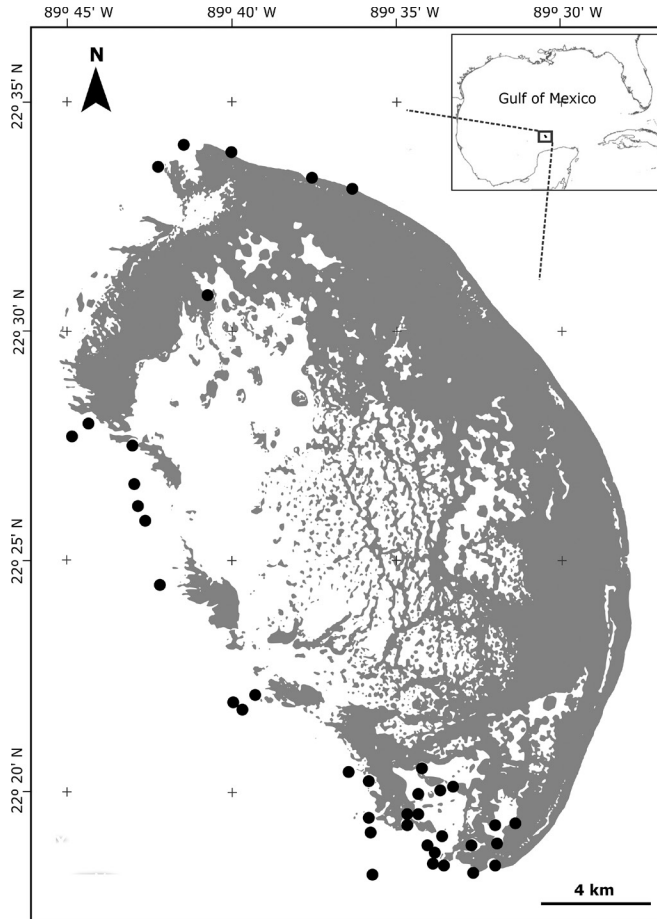 89º 45' W
89º 40' W
89º 35' W
89º 30' W
22º 35' N
22º 30' N
22º 25' N
22º 20' N
N
Gulf of Mexico
4 km